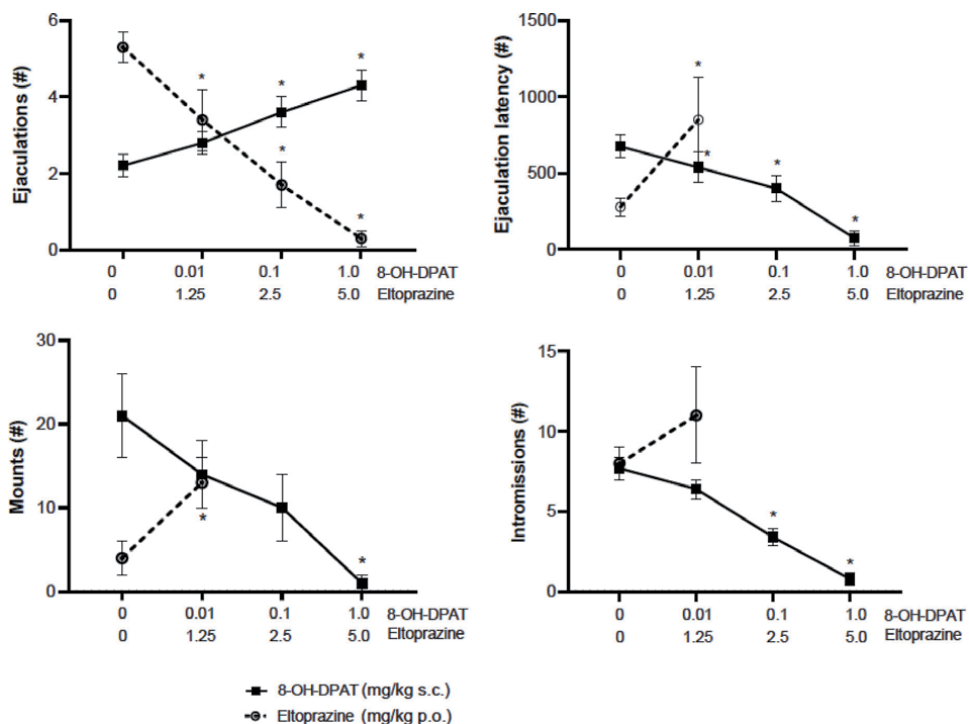 Ejaculations (#)
6
4
2
0
* * *
* *
0 0.01 0.1 1.0 8-OH-DPAT
0 1.25 2.5 5.0 Eltoprazine
Ejaculation latency (#)
1500
1000
500
0
*
* * *
0 0.01 0.1 1.0 8-OH-DPAT
0 1.25 2.5 5.0 Eltoprazine
Mounts (#)
30
20
10
0
* *
0 0.01 0.1 1.0 8-OH-DPAT
0 1.25 2.5 5.0 Eltoprazine
Intromissions (#)
15
10
5
0
* *
0 0.01 0.1 1.0 8-OH-DPAT
0 1.25 2.5 5.0 Eltoprazine
8-OH-DPAT (mg/kg s.c.)
Eltoprazine (mg/kg p.o.)